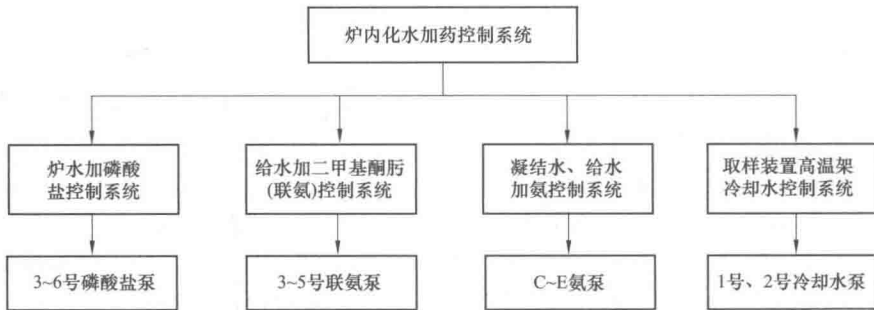 炉内化水加药控制系统
炉水加磷酸
盐控制系统
给水加二甲基酮肟
(联氨)控制系统
凝结水、给水
加氨控制系统
取样装置高温架
冷却水控制系统
3~6号磷酸盐泵
3~5号联氨泵
C~E氨泵
1号、2号冷却水泵